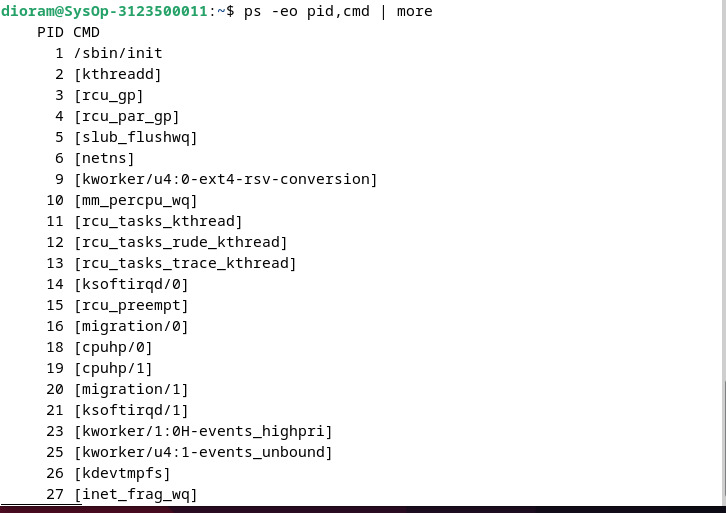 dioram@SysOp-3123500011:~$ ps -eo pid,cmd | more
PID CMD
1 /sbin/init
2 [kthreadd]
3 [rcu_gp]
4 [rcu_par_gp]
5 [slub_flushwq]
6 [netns]
9 [kworker/u4:0-ext4-rsv-conversion]
10 [mm_percpu_wq]
11 [rcu_tasks_kthread]
12 [rcu_tasks_rude_kthread]
13 [rcu_tasks_trace_kthread]
14 [ksoftirqd/0]
15 [rcu_preempt]
16 [migration/0]
18 [cpuhp/0]
19 [cpuhp/1]
20 [migration/1]
21 [ksoftirqd/1]
23 [kworker/1:0H-events_highpri]
25 [kworker/u4:1-events_unbound]
26 [kdevtmpfs]
27 [inet_frag_wq]